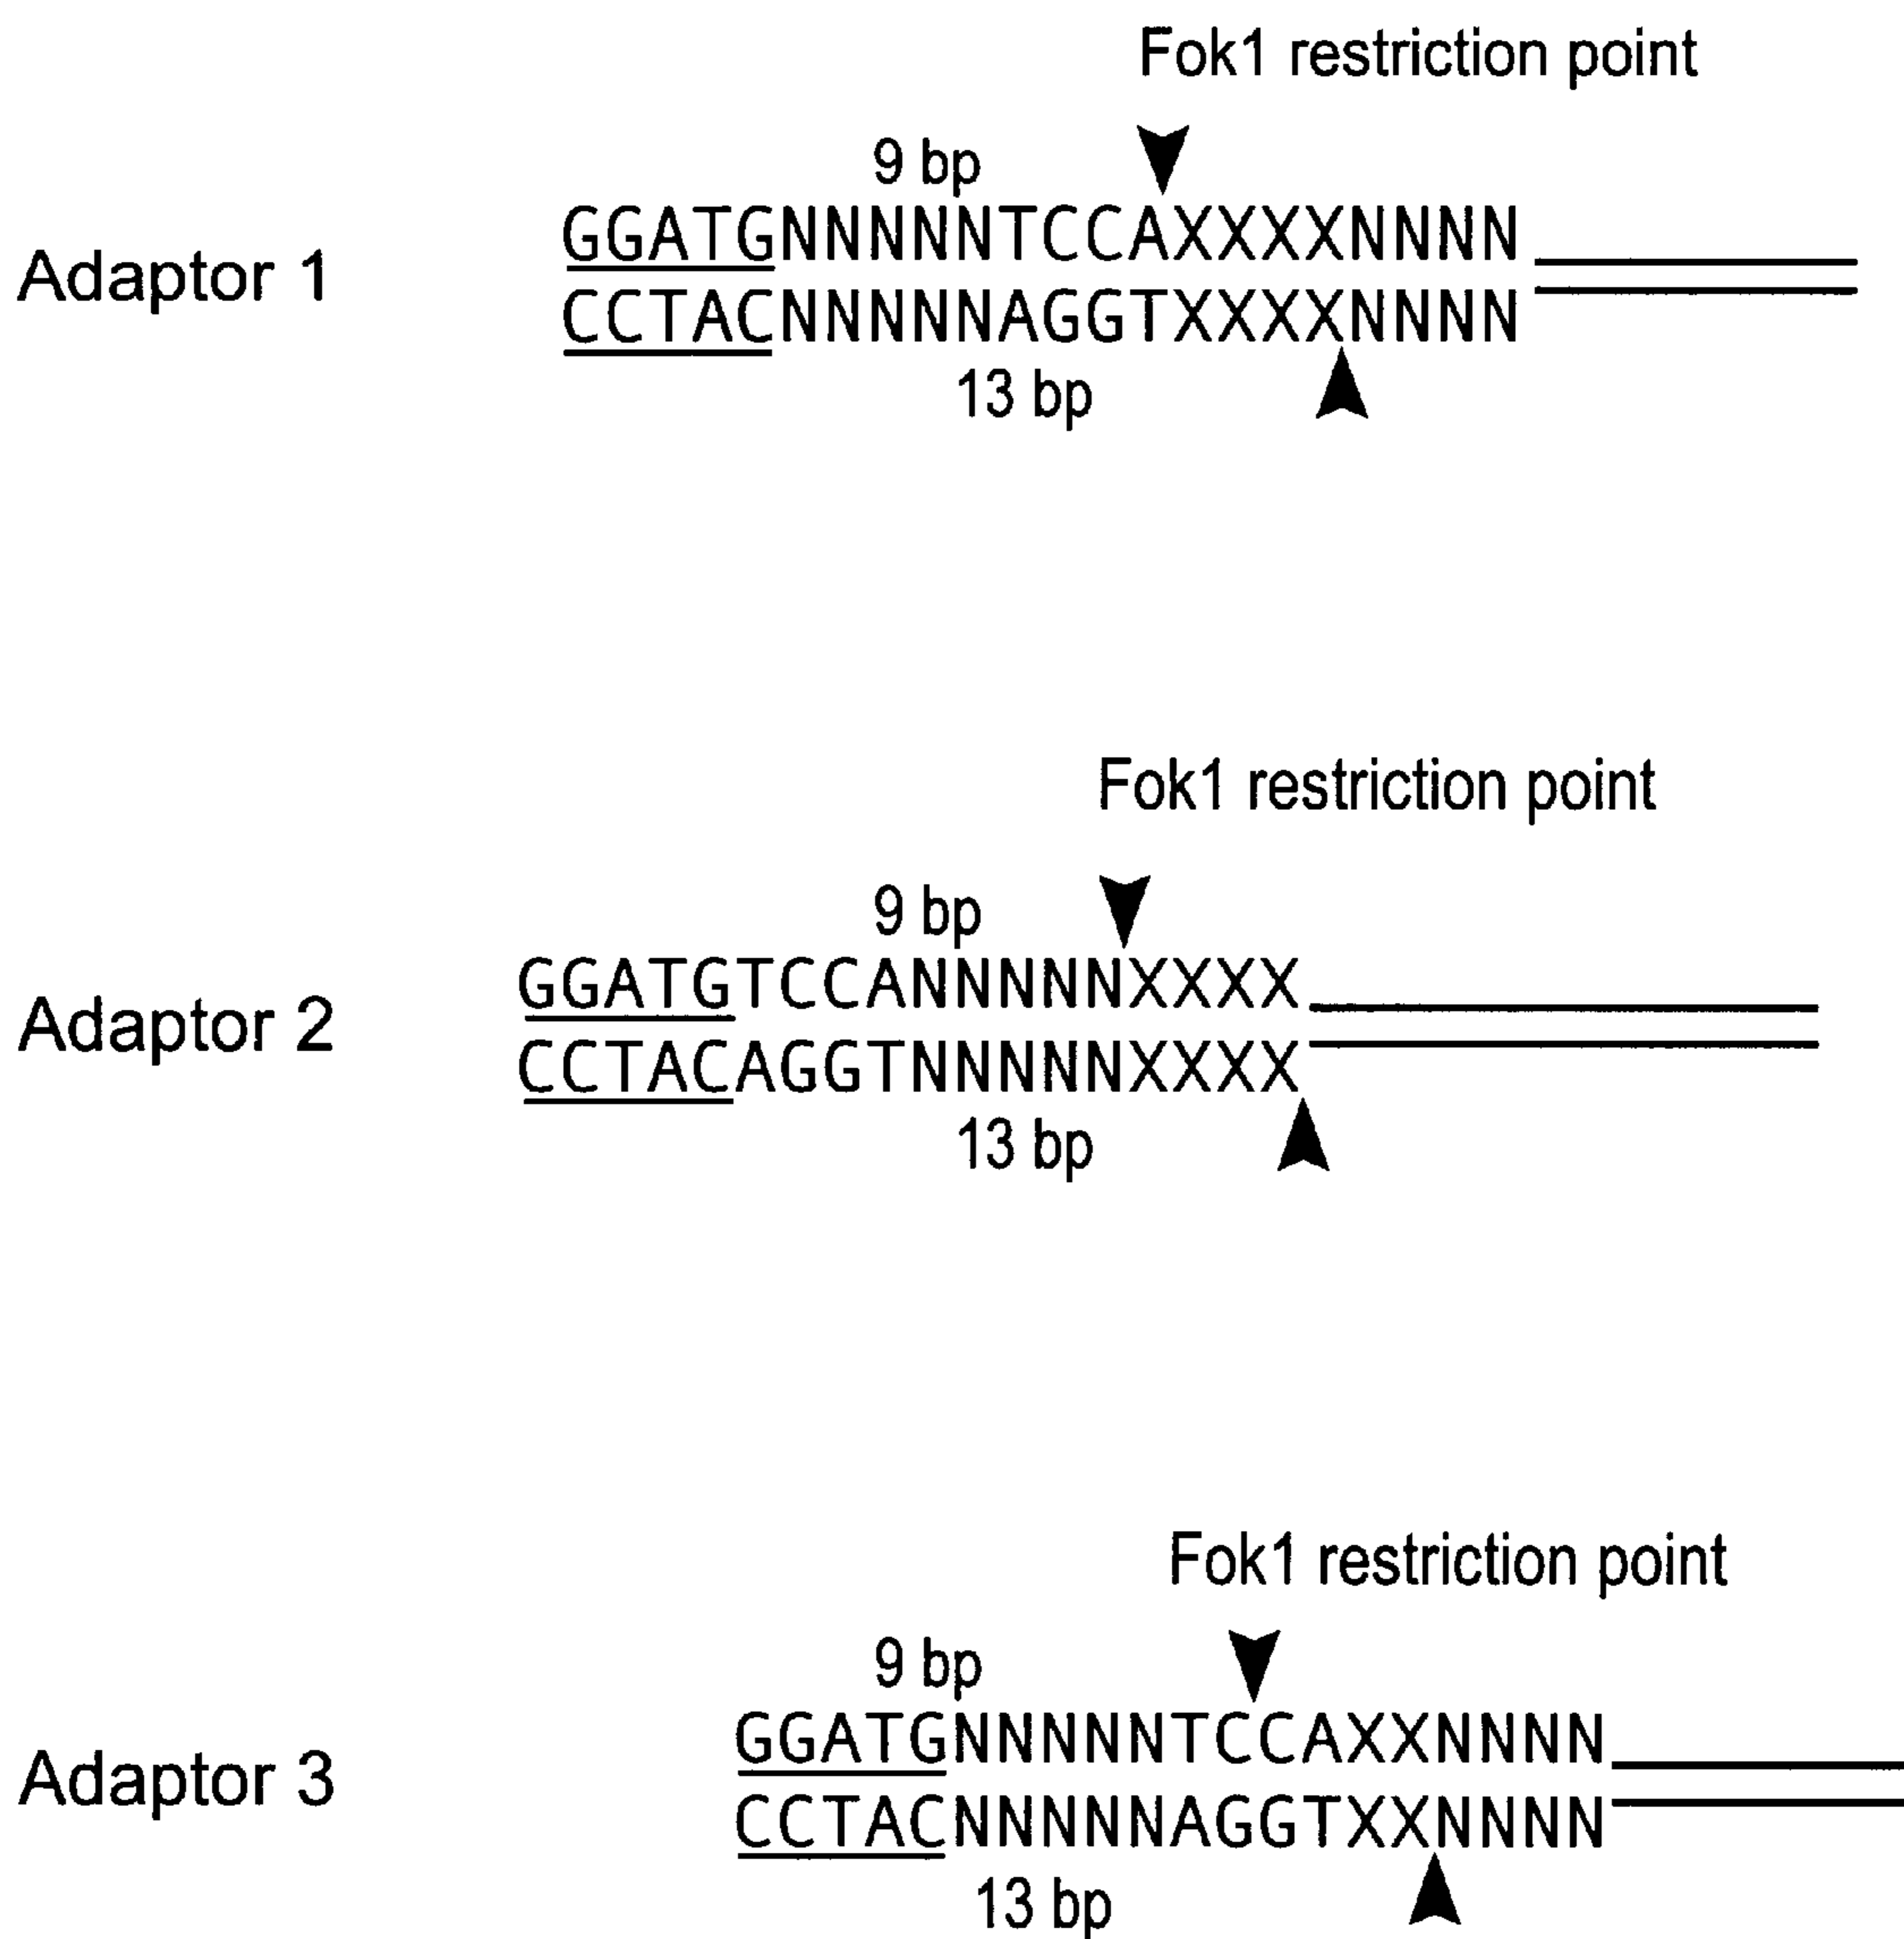 Fok1 restriction point
9 bp
GGATGNNNNNTCCAXXXXNNNN
Adaptor 1
CCTACNNNNNAGGTXXXXNNNN
13 bp
Fok1 restriction point
9 bp
GGATGTCCANNNNNXXXX
Adaptor 2
CCTACAGGTNNNNNXXXX
13 bp
Fok1 restriction point
9 bp
GGATGNNNNNTCCAXXNNNN
Adaptor 3
CCTACNNNNNAGGTXXNNNN
13 bp